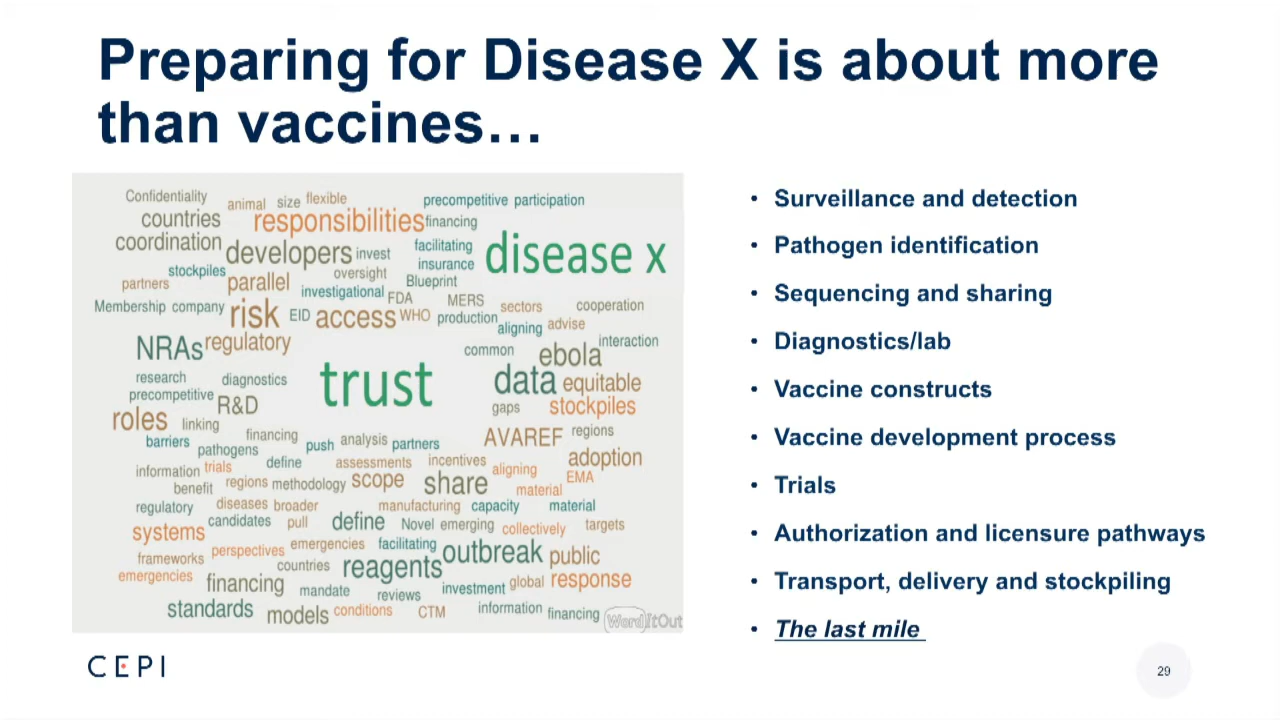 Preparing for Disease X is about more
than vaccines…
Confidentiality animal size flexible precompetitive participation
countries responsibilities financing
coordination developers invest facilitating disease x
stockpiles oversight insurance
partners parallel investigational Blueprint
Membership company risk EID access FDA WHO MERS production sectors cooperation
NRAs regulatory aligning advise
common ebola interaction
research diagnostics trust data equitable
precompetitive R&D gaps stockpiles
roles linking
barriers financing push analysis partners AVAREF regions
pathogens
information trials define assessments incentives aligning adoption
benefit regions methodology scope share material EMA
regulatory diseases broader manufacturing capacity material
systems candidates pull define Novel emerging collectively targets
frameworks perspectives emergencies facilitating outbreak public
emergencies countries reagents
financing mandate reviews investment global response
standards models conditions CTM information financing
WordItOut
• Surveillance and detection
• Pathogen identification
• Sequencing and sharing
• Diagnostics/lab
• Vaccine constructs
• Vaccine development process
• Trials
• Authorization and licensure pathways
• Transport, delivery and stockpiling
• The last mile
CEPI
29